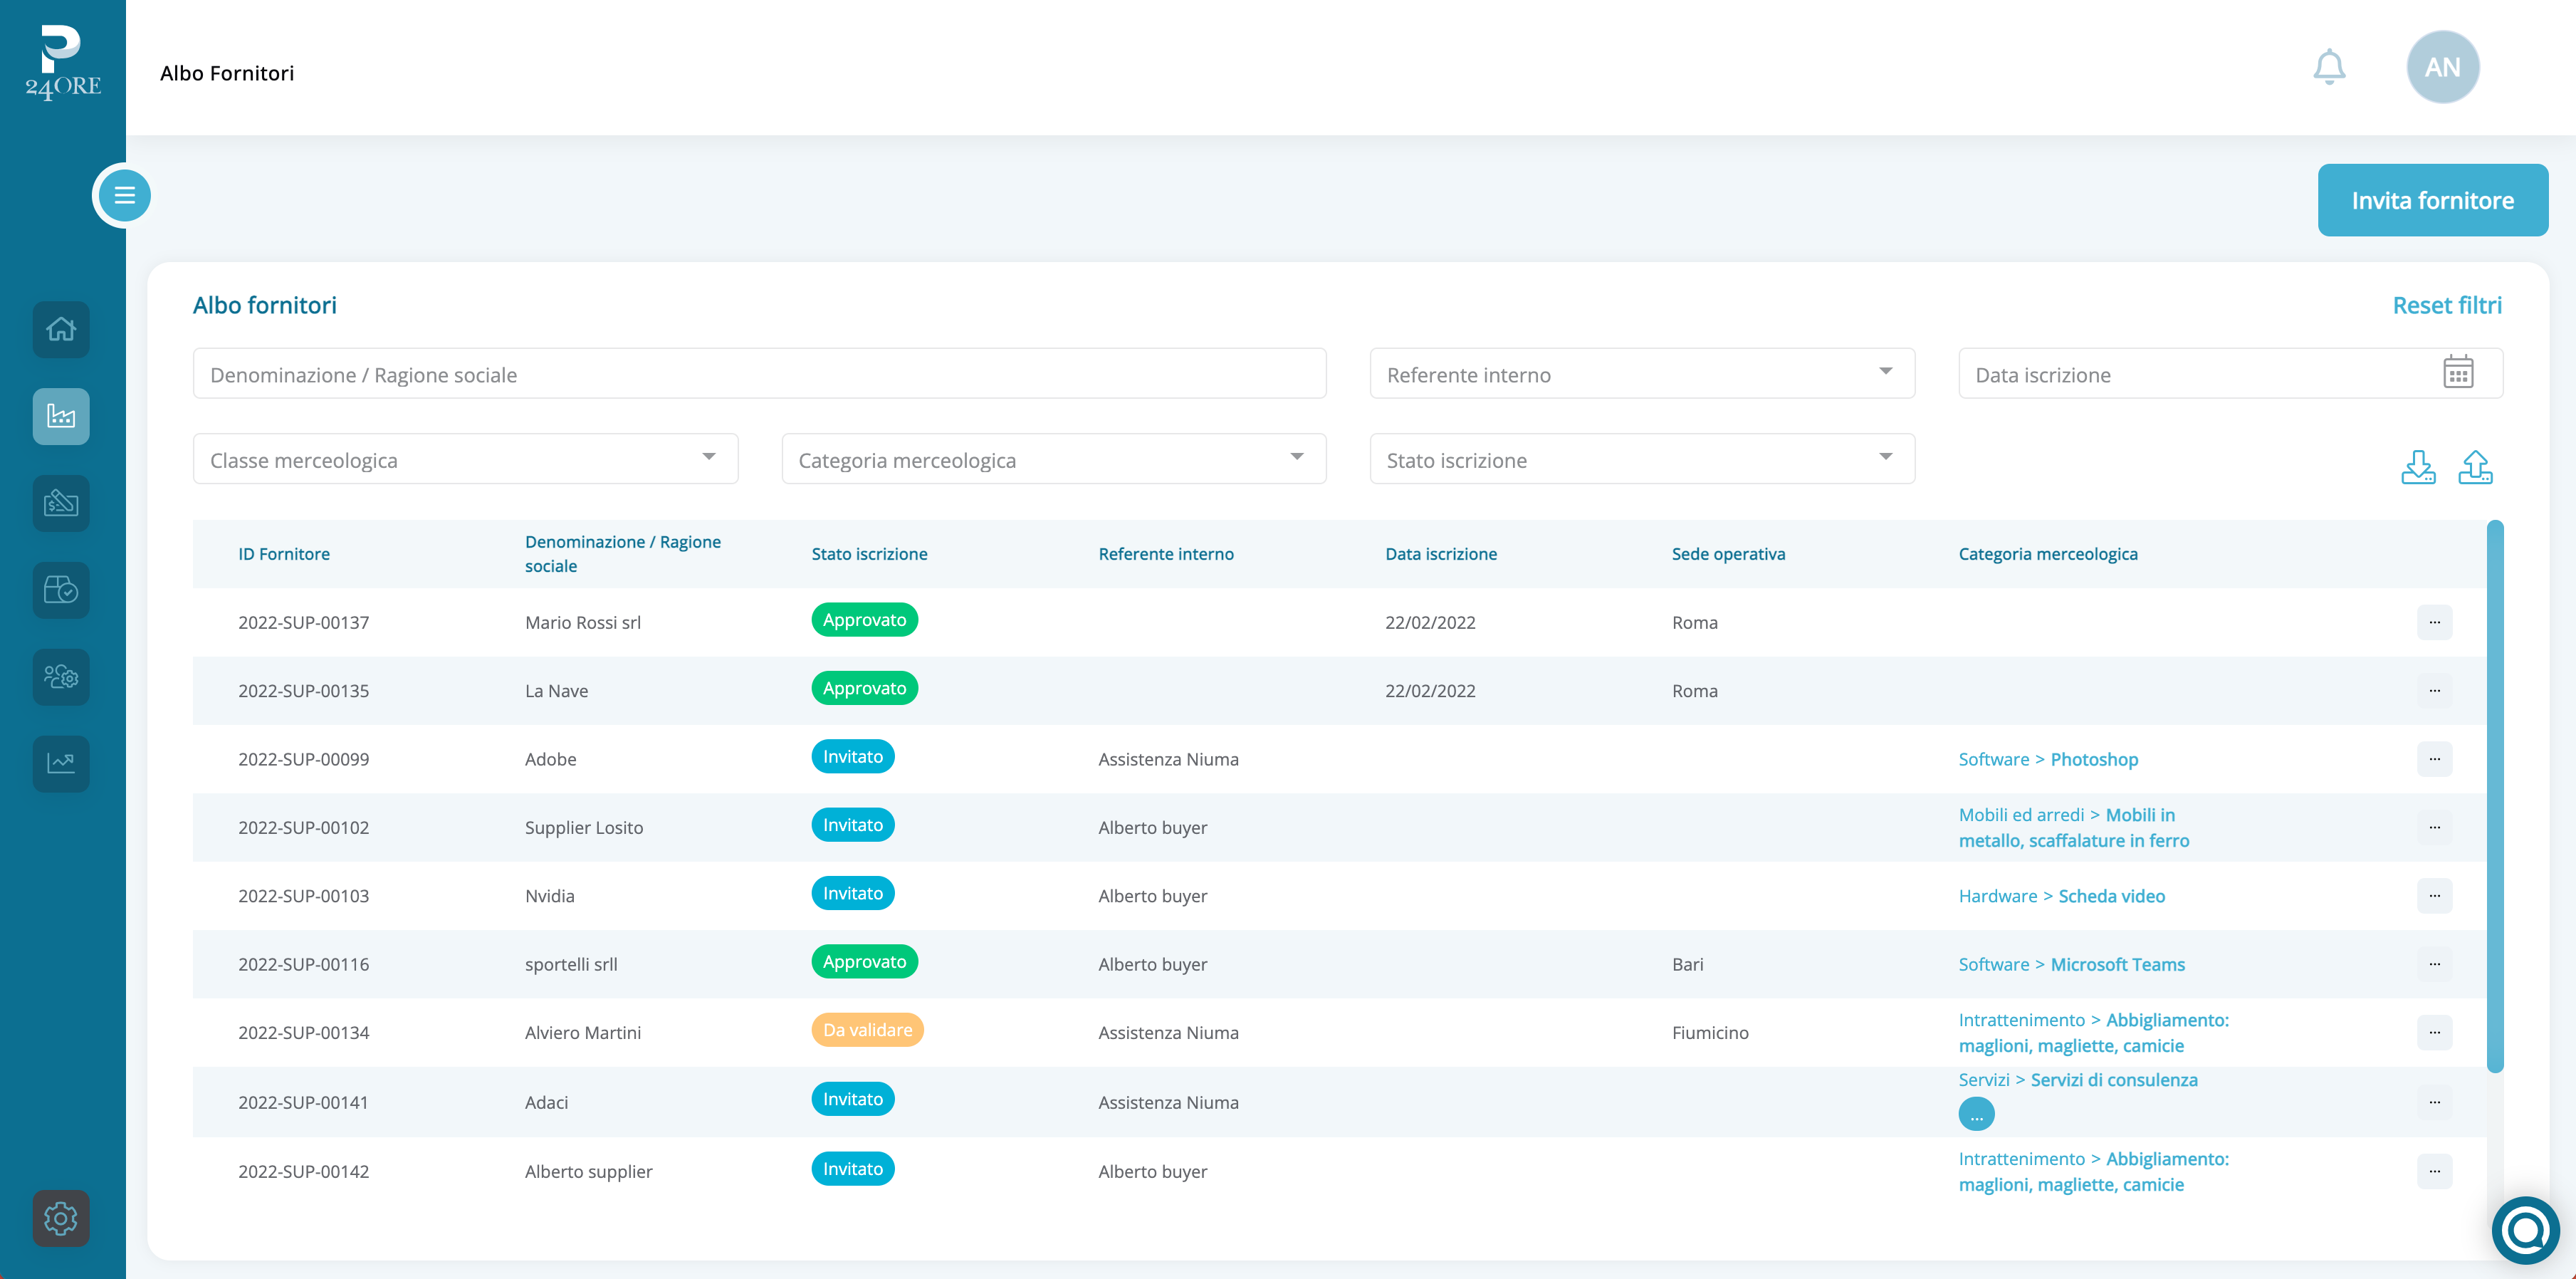 24ORE
Albo Fornitori
AN
Invita fornitore
Albo fornitori
Reset filtri
Denominazione / Ragione sociale
Referente interno
Data iscrizione
Classe merceologica
Categoria merceologica
Stato iscrizione
ID Fornitore
Denominazione / Ragione
sociale
Stato iscrizione
Referente interno
Data iscrizione
Sede operativa
Categoria merceologica
2022-SUP-00137
Mario Rossi srl
Approvato
22/02/2022
Roma
...
2022-SUP-00135
La Nave
Approvato
22/02/2022
Roma
...
2022-SUP-00099
Adobe
Invitato
Assistenza Niuma
Software > Photoshop
...
2022-SUP-00102
Supplier Losito
Invitato
Alberto buyer
Mobili ed arredi > Mobili in
metallo, scaffalature in ferro
...
2022-SUP-00103
Nvidia
Invitato
Alberto buyer
Hardware > Scheda video
...
2022-SUP-00116
sportelli srll
Approvato
Alberto buyer
Bari
Software > Microsoft Teams
...
2022-SUP-00134
Alviero Martini
Da validare
Assistenza Niuma
Fiumicino
Intrattenimento > Abbigliamento:
maglioni, magliette, camicie
...
2022-SUP-00141
Adaci
Invitato
Assistenza Niuma
Servizi > Servizi di consulenza
...
...
2022-SUP-00142
Alberto supplier
Invitato
Alberto buyer
Intrattenimento > Abbigliamento:
maglioni, magliette, camicie
...